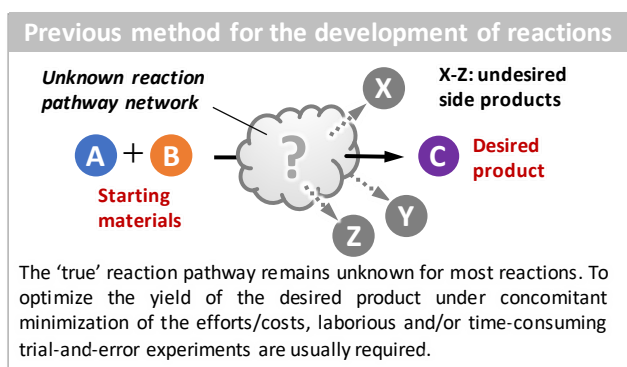 Previous method for the development of reactions
Unknown reaction
pathway network
X
X-Z: undesired
side products
A + B
?
C
Desired
product
Starting
materials
Y
Z
The ‘true’ reaction pathway remains unknown for most reactions. To
optimize the yield of the desired product under concomitant
minimization of the efforts/costs, laborious and/or time-consuming
trial-and-error experiments are usually required.